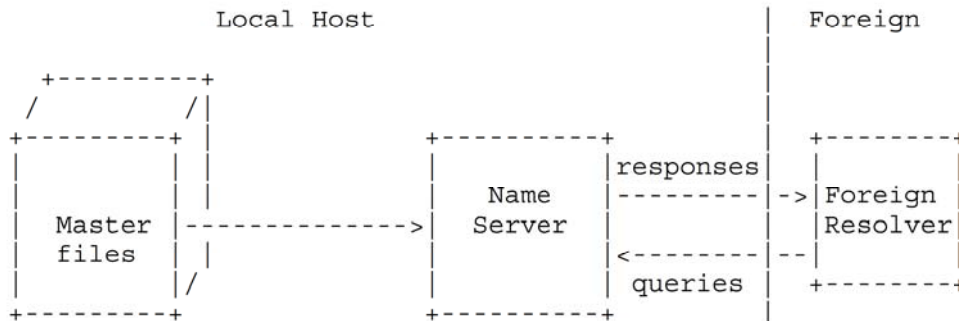 Local Host Foreign
responses
Name Foreign
Master Server Resolver
files
queries